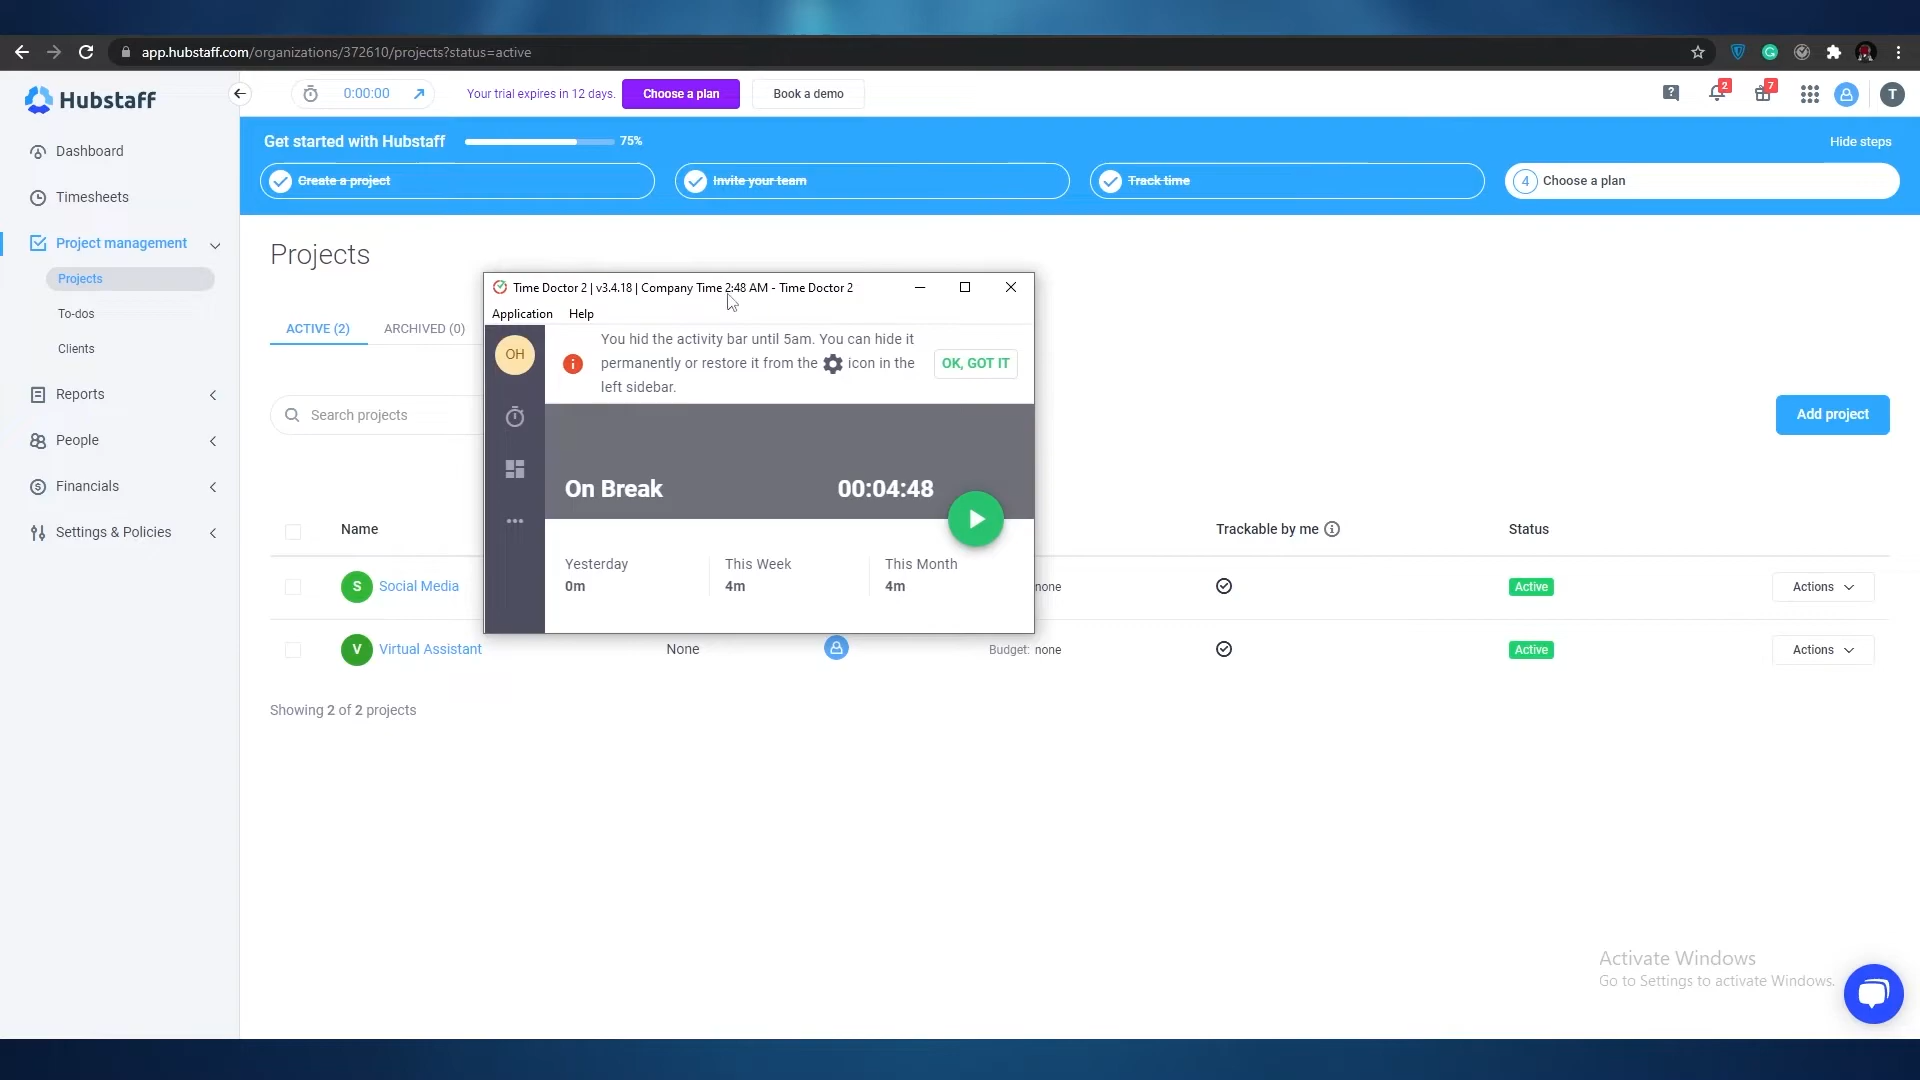 app.hubstaff.com/organizations/372610/projects?status=active
Hubstaff
0:00:00
Your trial expires in 12 days.
Choose a plan
Book a demo
2
7
T
Get started with Hubstaff
75%
Hide steps
Create a project
Invite your team
Track time
4 Choose a plan
Dashboard
Timesheets
Project management
Projects
To-dos
Clients
Reports
People
Financials
Settings & Policies
Projects
ACTIVE (2)
ARCHIVED (0)
Search projects
Add project
Time Doctor 2 | v3.4.18 | Company Time 2:48 AM - Time Doctor 2
Application
Help
OH
You hid the activity bar until 5am. You can hide it
permanently or restore it from the icon in the
left sidebar.
OK, GOT IT
On Break
00:04:48
Yesterday
This Week
This Month
0m
4m
4m
Name
Trackable by me
Status
S Social Media
none
Active
Actions
V Virtual Assistant
None
Budget: none
Active
Actions
Showing 2 of 2 projects
Activate Windows
Go to Settings to activate Windows.